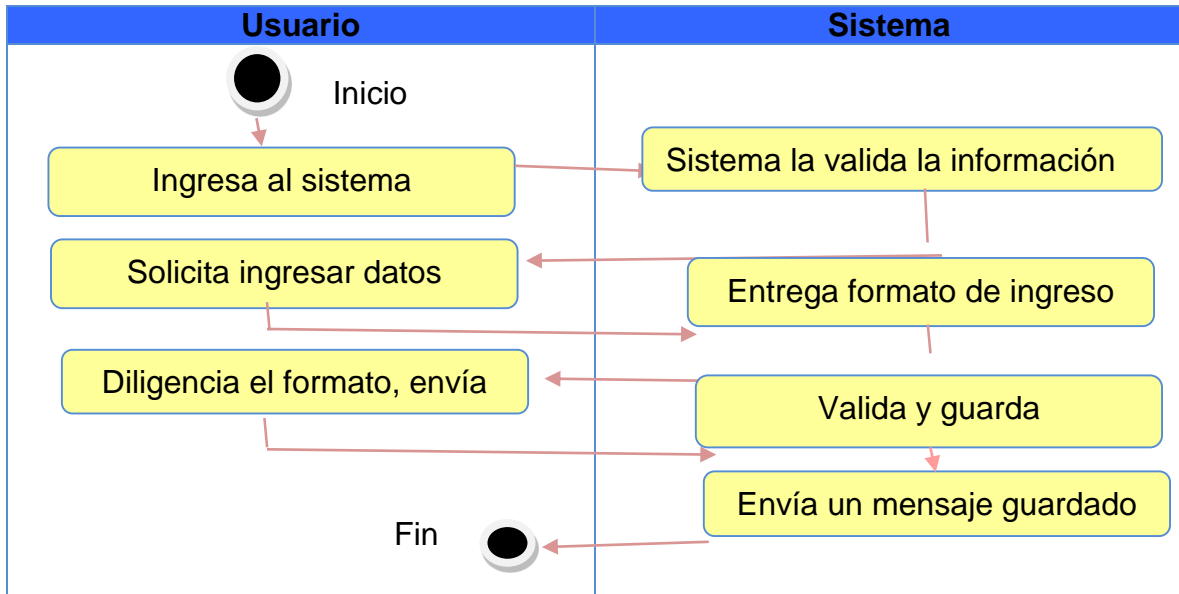 Usuario
Sistema
Inicio
Ingresa al sistema
Sistema la valida la información
Solicita ingresar datos
Entrega formato de ingreso
Diligencia el formato, envía
Valida y guarda
Envía un mensaje guardado
Fin